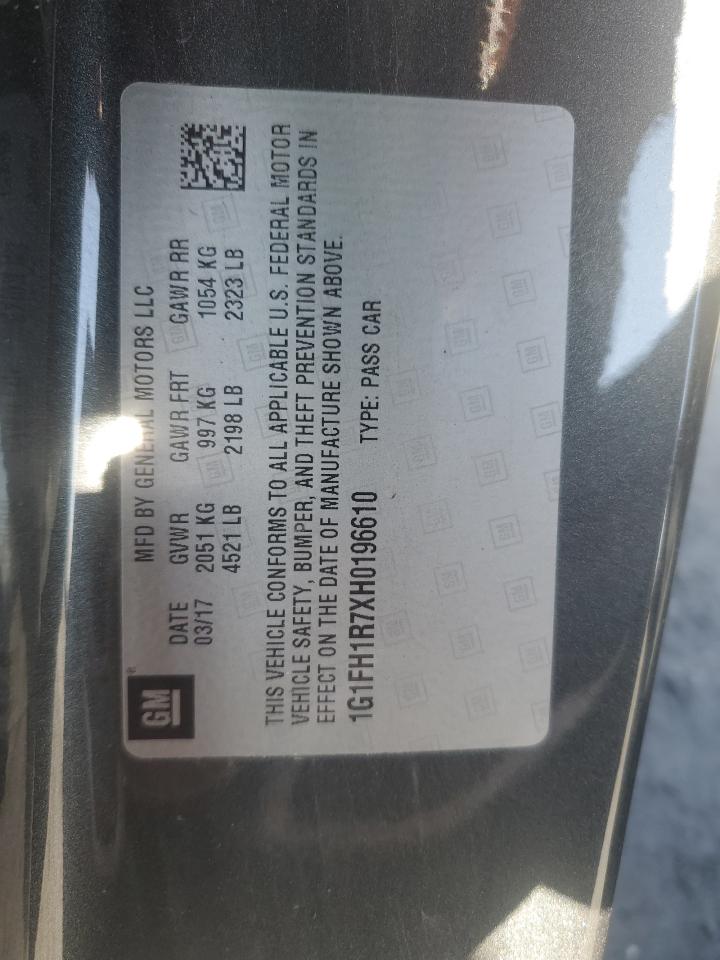 GM®
MFD BY GENERAL MOTORS LLC
DATE GVWR GAWR FRT GAWR RR
03/17 2051 KG 997 KG 1054 KG
4521 LB 2198 LB 2323 LB
THIS VEHICLE CONFORMS TO ALL APPLICABLE U.S. FEDERAL MOTOR
VEHICLE SAFETY, BUMPER, AND THEFT PREVENTION STANDARDS IN
EFFECT ON THE DATE OF MANUFACTURE SHOWN ABOVE.
1G1FH1R7XH0196610 TYPE: PASS CAR